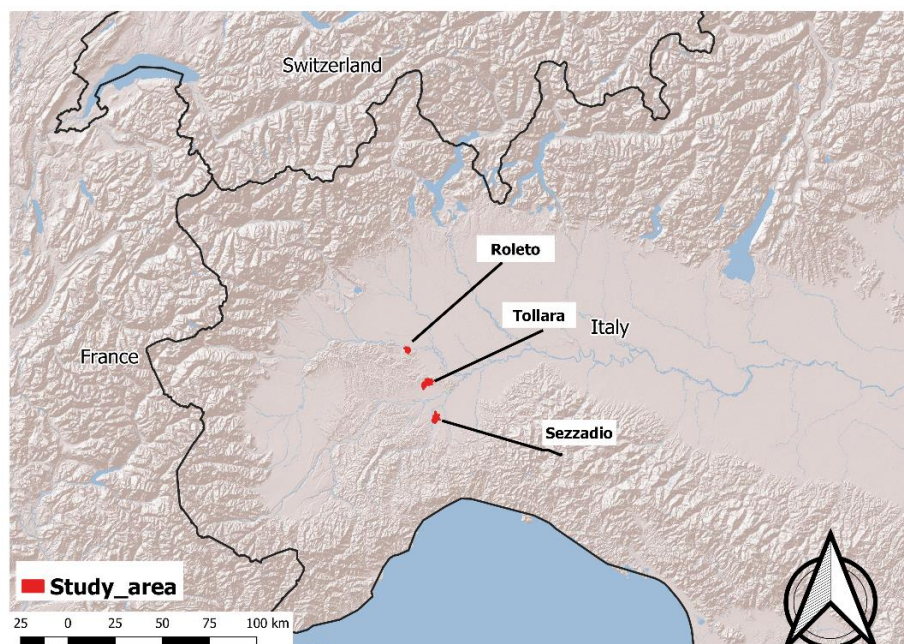 Switzerland
Roleto
Tollara
Italy
France
Sezzadio
Study_area
25 0 25 50 75 100 km